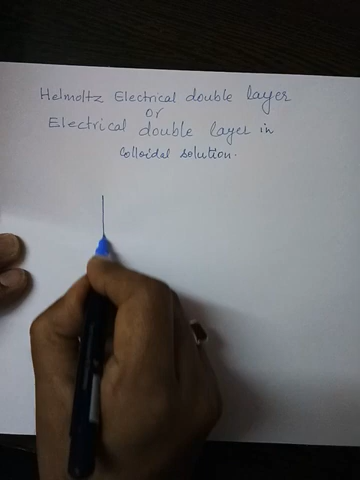 Helmoltz Electrical double layer
or
Electrical double layer in
Colloidal solution.